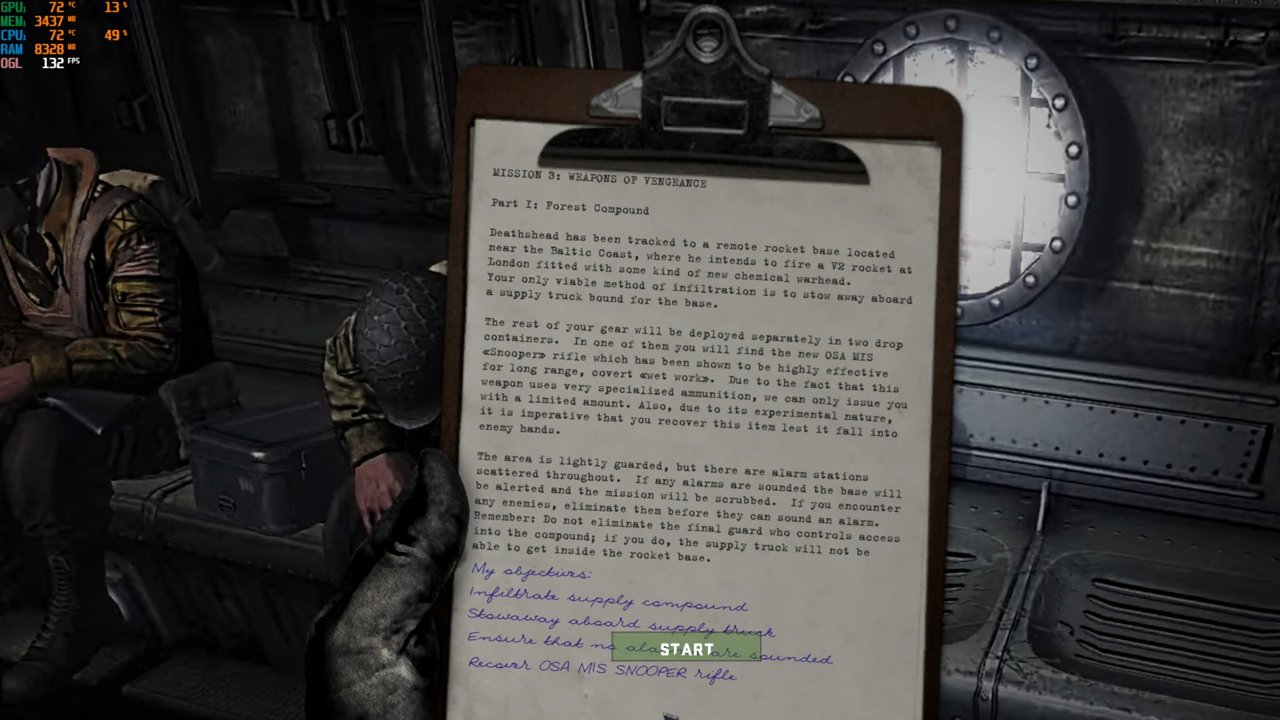 GPU: 72 °C 13 %
MEM: 3437 MB
CPU: 72 °C 49 %
RAM 8328 MB
OGL 132 FPS
MISSION 3: WEAPONS OF VENGEANCE
Part I: Forest Compound
Deathshead has been tracked to a remote rocket base located
near the Baltic Coast, where he intends to fire a V2 rocket at
London fitted with some kind of new chemical warhead.
Your only viable method of infiltration is to stow away aboard
a supply truck bound for the base.
The rest of your gear will be deployed separately in two drop
containers. In one of them you will find the new OSA MIS
«Snooper» rifle which has been shown to be highly effective
for long range, covert «wet work». Due to the fact that this
weapon uses very specialized ammunition, we can only issue you
with a limited amount. Also, due to its experimental nature,
it is imperative that you recover this item lest it fall into
enemy hands.
The area is lightly guarded, but there are alarm stations
scattered throughout. If any alarms are sounded the base will
be alerted and the mission will be scrubbed. If you encounter
any enemies, eliminate them before they can sound an alarm.
Remember: Do not eliminate the final guard who controls access
into the compound; if you do, the supply truck will not be
able to get inside the rocket base.
My objectives:
Infiltrate supply compound
Stowaway aboard supply truck
Ensure that no are sounded
START
Recover OSA MIS SNOOPER rifle